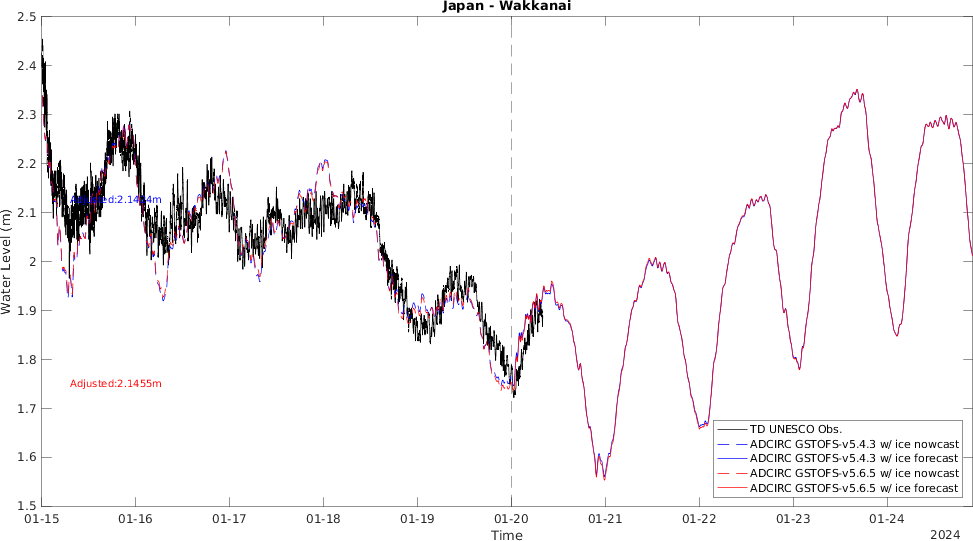 Japan - Wakkanai
2.5
2.4
2.3
2.2
2.1
2
1.9
1.8
1.7
1.6
1.5
Water Level (m)
Adjusted:2.1455m
TD UNESCO Obs.
ADCIRC GSTOFS-v5.4.3 w/ ice nowcast
ADCIRC GSTOFS-v5.4.3 w/ ice forecast
ADCIRC GSTOFS-v5.6.5 w/ ice nowcast
ADCIRC GSTOFS-v5.6.5 w/ ice forecast
01-15 01-16 01-17 01-18 01-19 01-20 01-21 01-22 01-23 01-24
Time
2024